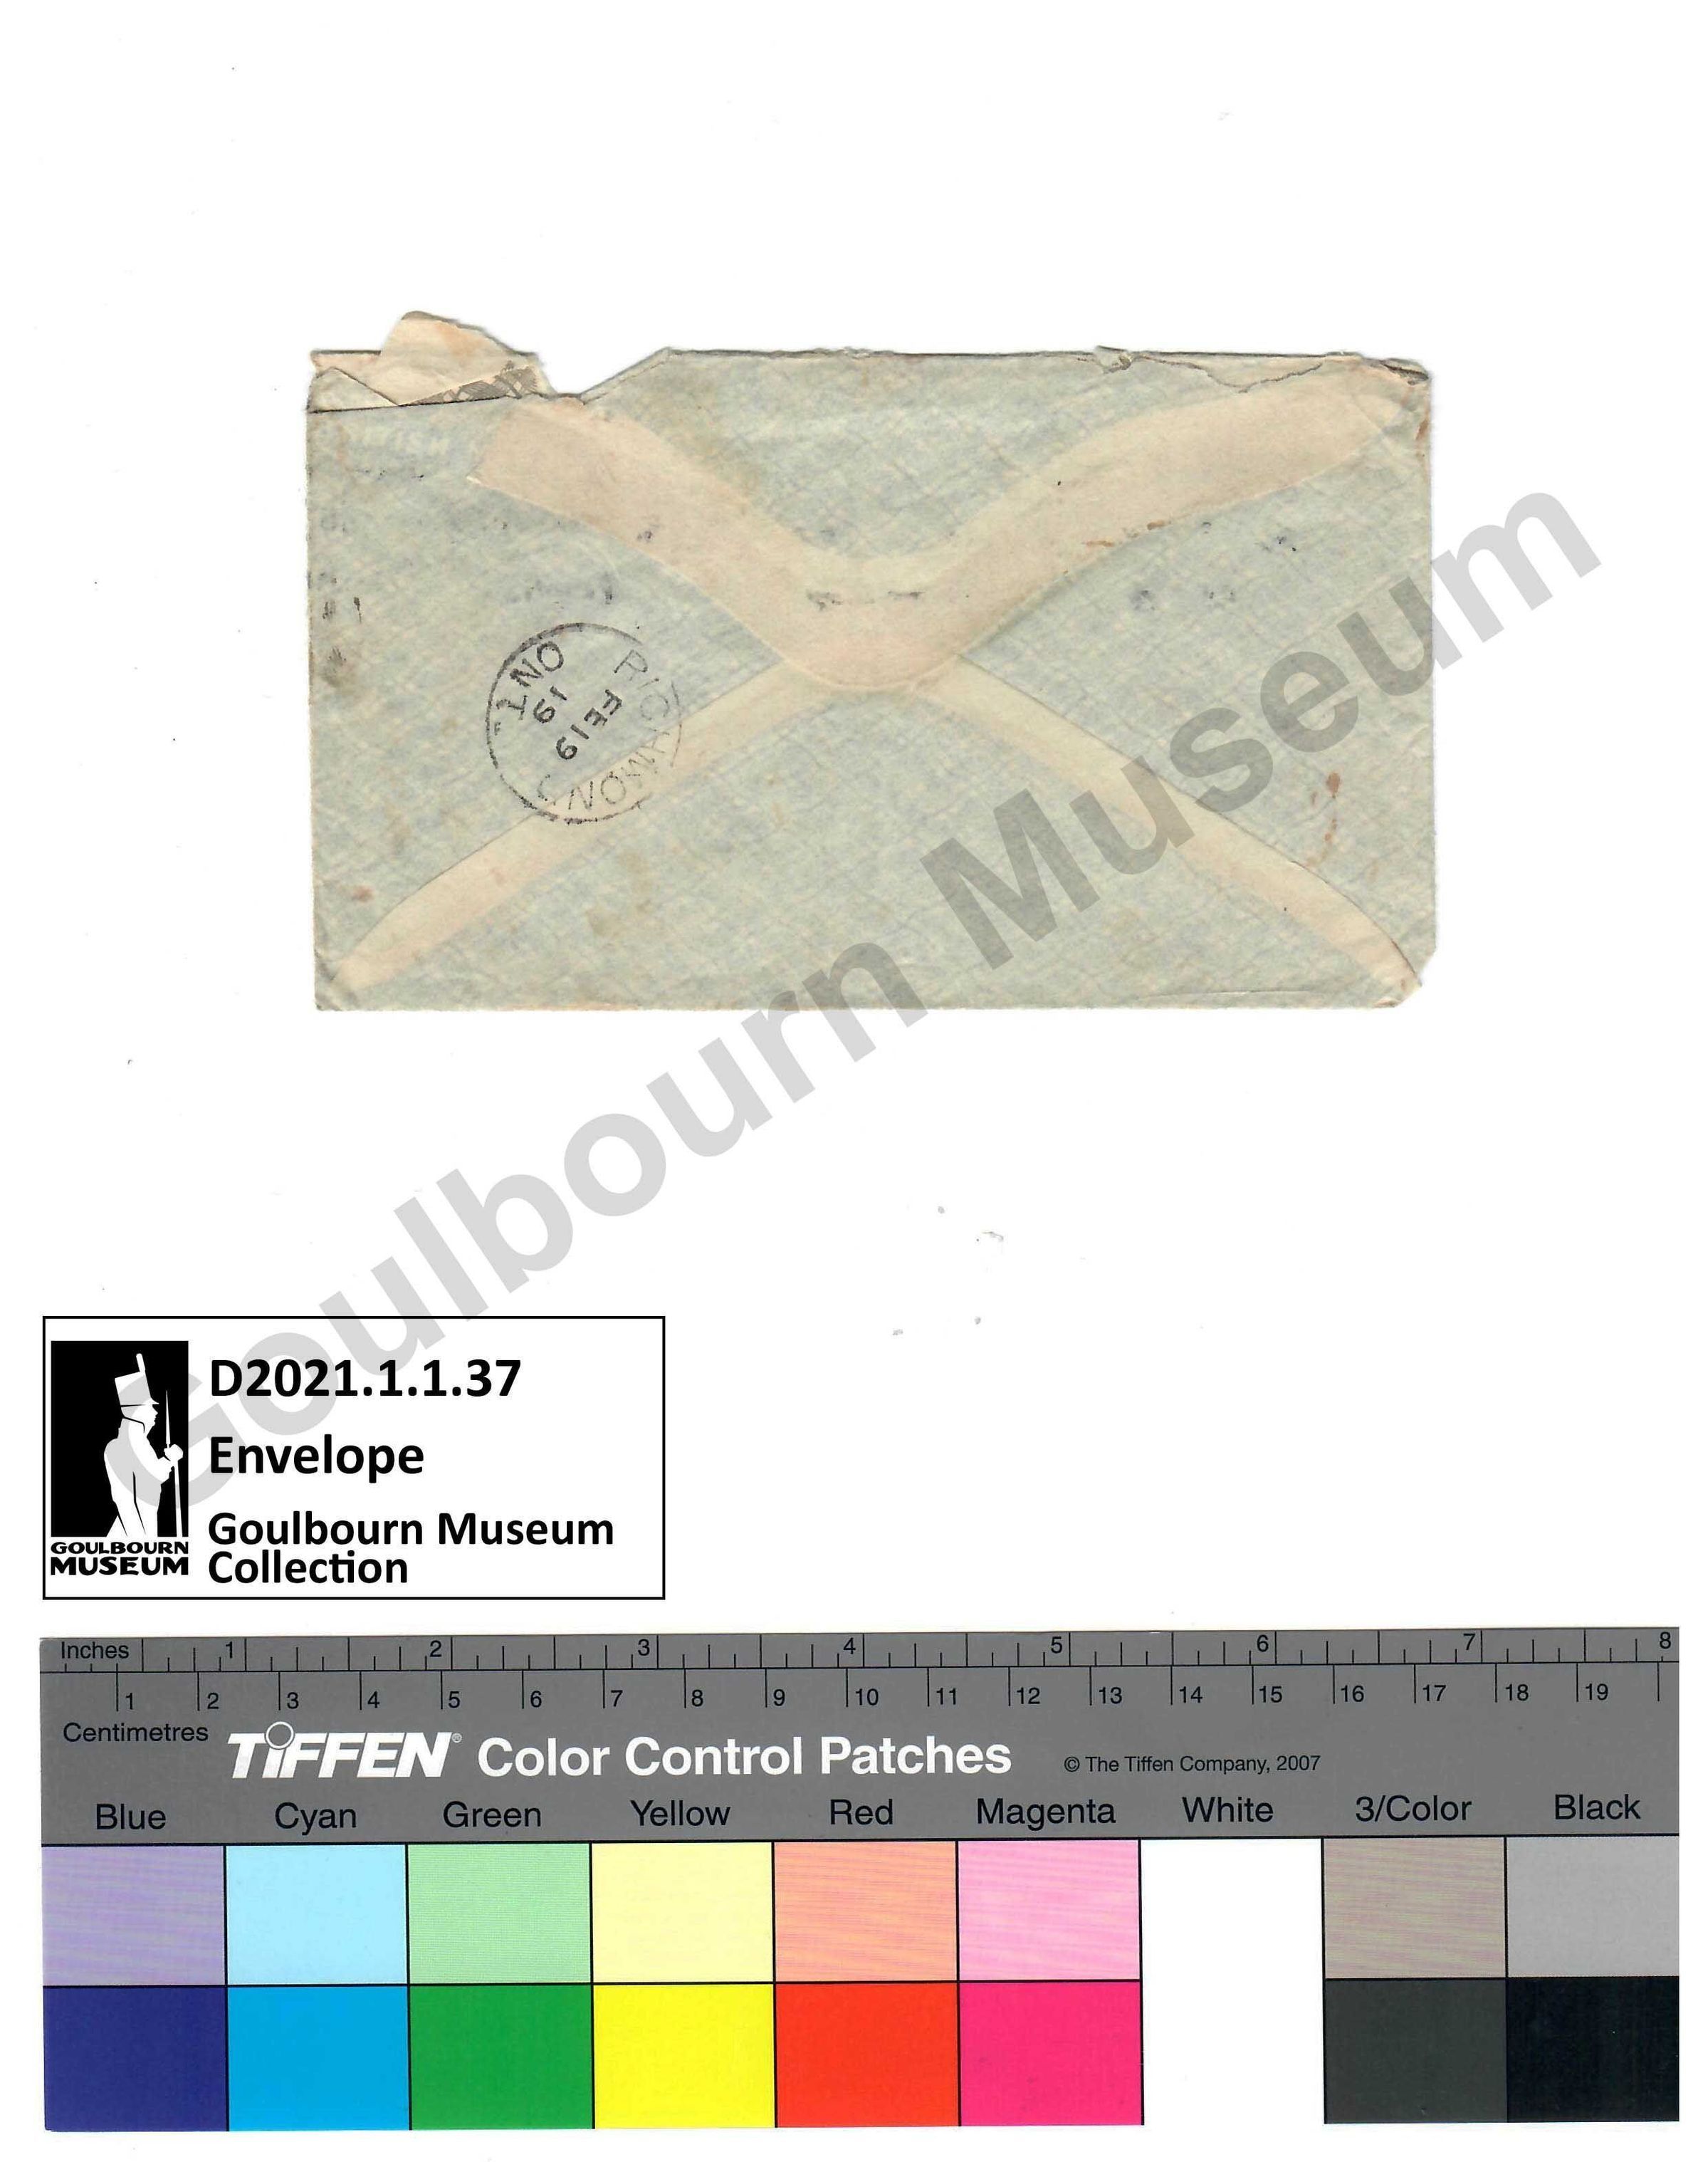 RICHMOND
FE 19
19
ONT.
Goulbourn Museum
D2021.1.1.37
Envelope
Goulbourn Museum
Collection
GOULBOURN
MUSEUM
Inches 1 2 3 4 5 6 7 8
1 2 3 4 5 6 7 8 9 10 11 12 13 14 15 16 17 18 19
Centimetres
TIFFEN® Color Control Patches © The Tiffen Company, 2007
Blue Cyan Green Yellow Red Magenta White 3/Color Black